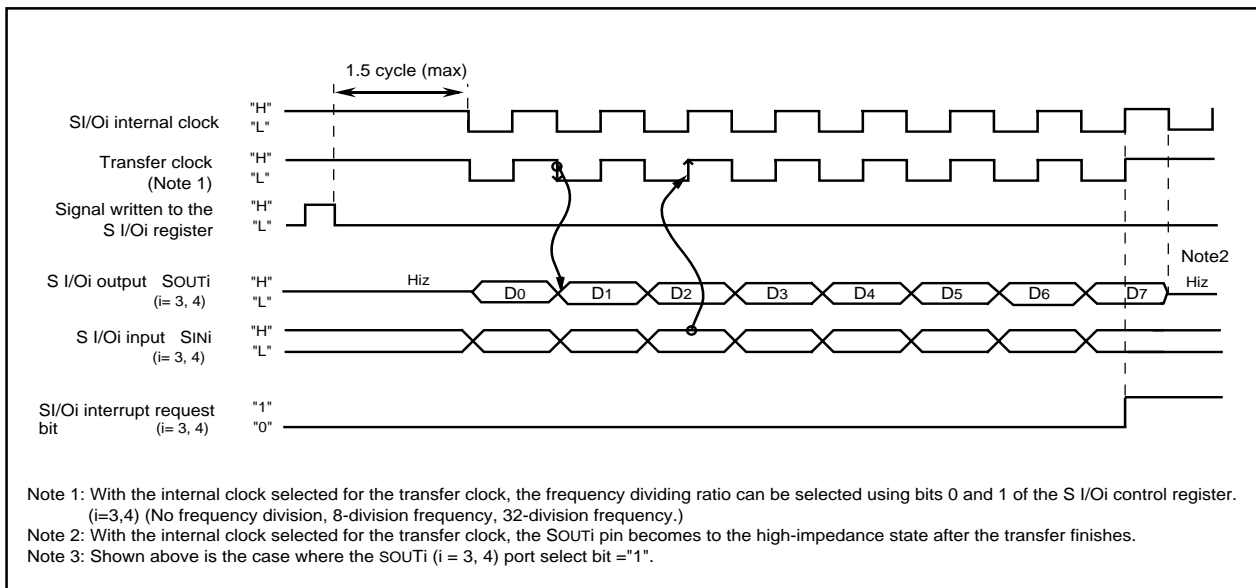 1.5 cycle (max)
SI/Oi internal clock
"H"
"L"
Transfer clock
(Note 1)
"H"
"L"
Signal written to the
S I/Oi register
"H"
"L"
S I/Oi output SOUTi
(i= 3, 4)
"H"
"L"
Hiz
D0 D1 D2 D3 D4 D5 D6 D7
Note2
Hiz
S I/Oi input SINi
(i= 3, 4)
"H"
"L"
SI/Oi interrupt request
bit (i= 3, 4)
"1"
"0"
Note 1: With the internal clock selected for the transfer clock, the frequency dividing ratio can be selected using bits 0 and 1 of the S I/Oi control register.
(i=3,4) (No frequency division, 8-division frequency, 32-division frequency.)
Note 2: With the internal clock selected for the transfer clock, the SOUTi pin becomes to the high-impedance state after the transfer finishes.
Note 3: Shown above is the case where the SOUTi (i = 3, 4) port select bit ="1".